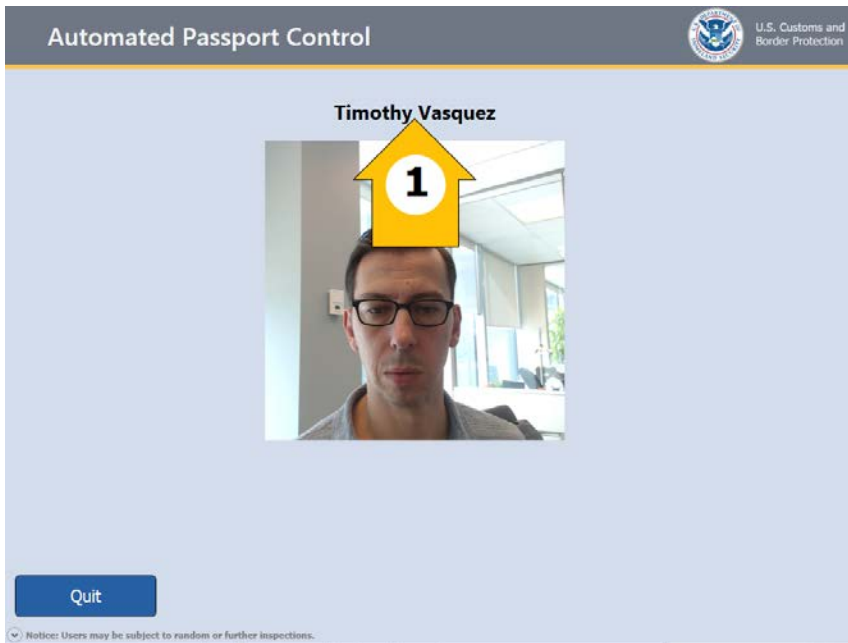 Automated Passport Control
U.S. Customs and
Border Protection
Timothy Vasquez
1
Quit
Notice: Users may be subject to random or further inspections.